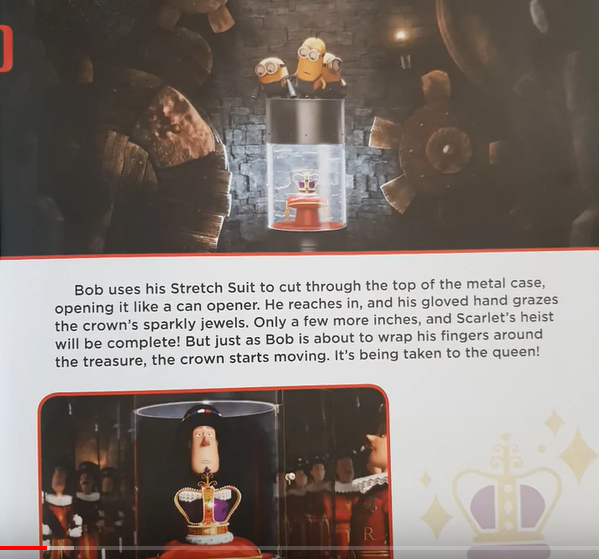 Bob uses his Stretch Suit to cut through the top of the metal case,
opening it like a can opener. He reaches in, and his gloved hand grazes
the crown's sparkly jewels. Only a few more inches, and Scarlet's heist
will be complete! But just as Bob is about to wrap his fingers around
the treasure, the crown starts moving. It's being taken to the queen!
R